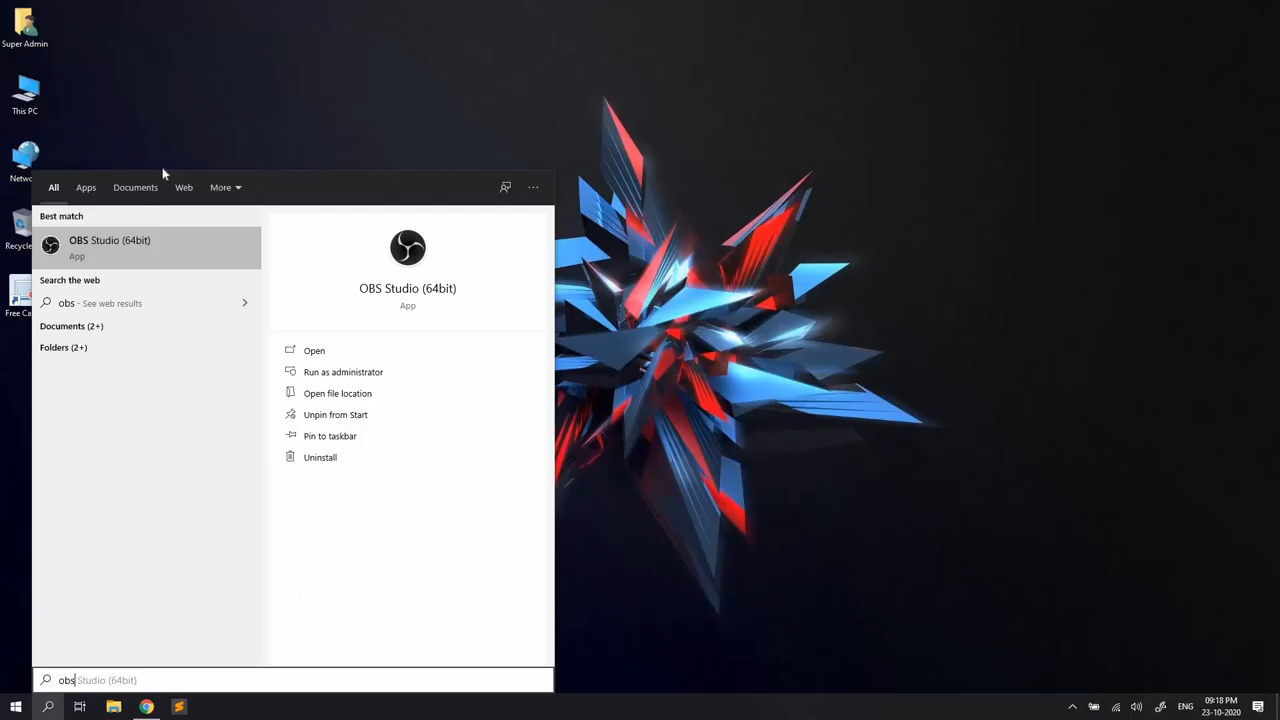 Super Admin
This PC
Netwo
Recycle
Free Ca
All
Apps
Documents
Web
More
Best match
OBS Studio (64bit)
App
Search the web
obs - See web results
Documents (2+)
Folders (2+)
OBS Studio (64bit)
App
Open
Run as administrator
Open file location
Unpin from Start
Pin to taskbar
Uninstall
obs Studio (64bit)
ENG
09:18 PM
23-10-2020